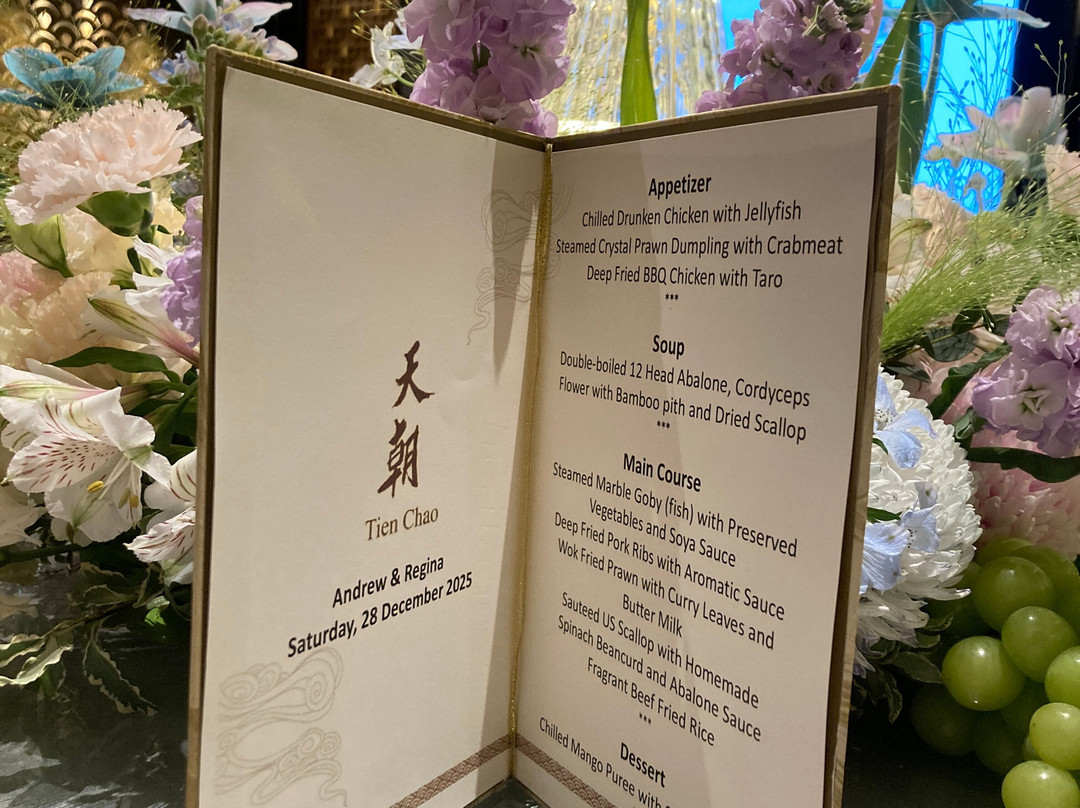 天
朝
Tien Chao
Andrew & Regina
Saturday, 28 December 2025
Appetizer
Chilled Drunken Chicken with Jellyfish
Steamed Crystal Prawn Dumpling with Crabmeat
Deep Fried BBQ Chicken with Taro
***
Soup
Double-boiled 12 Head Abalone, Cordyceps
Flower with Bamboo pith and Dried Scallop
***
Main Course
Steamed Marble Goby (fish) with Preserved
Vegetables and Soya Sauce
Deep Fried Pork Ribs with Aromatic Sauce
Wok Fried Prawn with Curry Leaves and
Butter Milk
Sauteed US Scallop with Homemade
Spinach Beancurd and Abalone Sauce
Fragrant Beef Fried Rice
***
Dessert
Chilled Mango Puree with